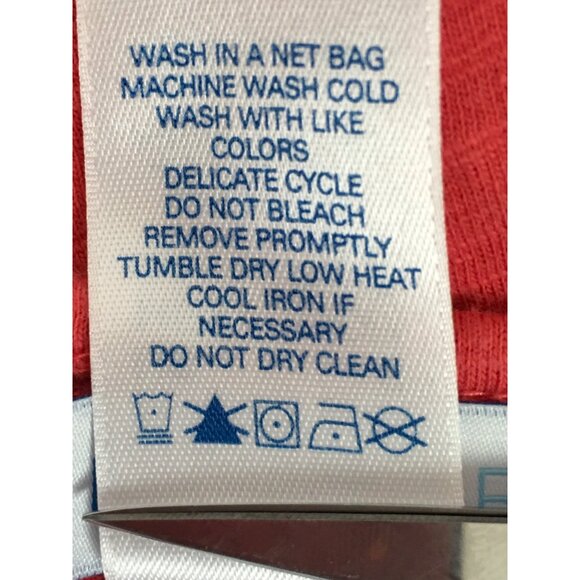 WASH IN A NET BAG
MACHINE WASH COLD
WASH WITH LIKE
COLORS
DELICATE CYCLE
DO NOT BLEACH
REMOVE PROMPTLY
TUMBLE DRY LOW HEAT
COOL IRON IF
NECESSARY
DO NOT DRY CLEAN